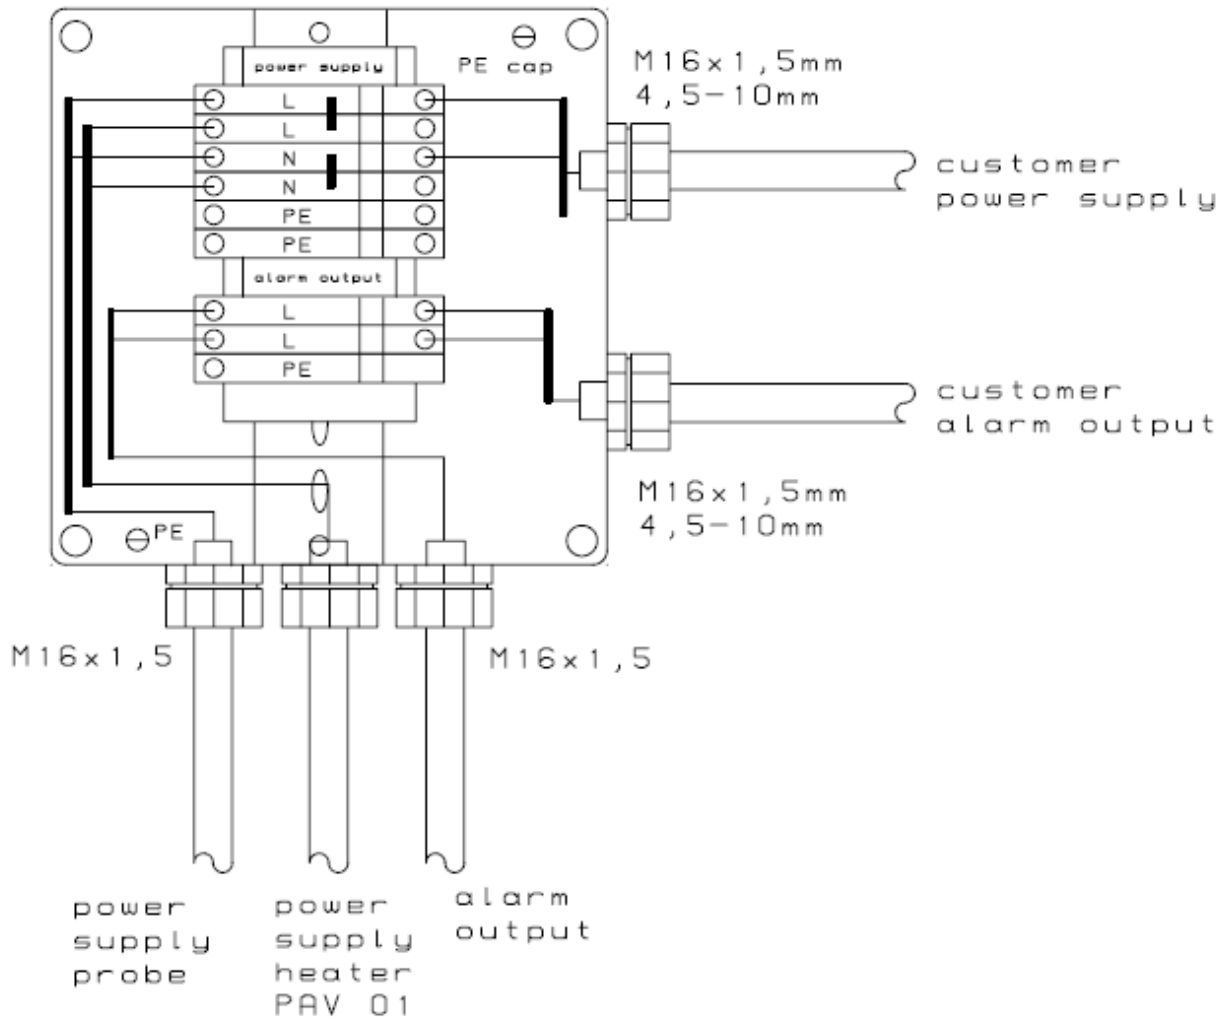 power supply
PE cap
M16x1,5mm
4,5-10mm
L
L
N
N
PE
PE
customer
power supply
alarm output
L
L
PE
customer
alarm output
M16x1,5mm
4,5-10mm
PE
M16x1,5
M16x1,5
power
supply
probe
power
supply
heater
PAV 01
alarm
output